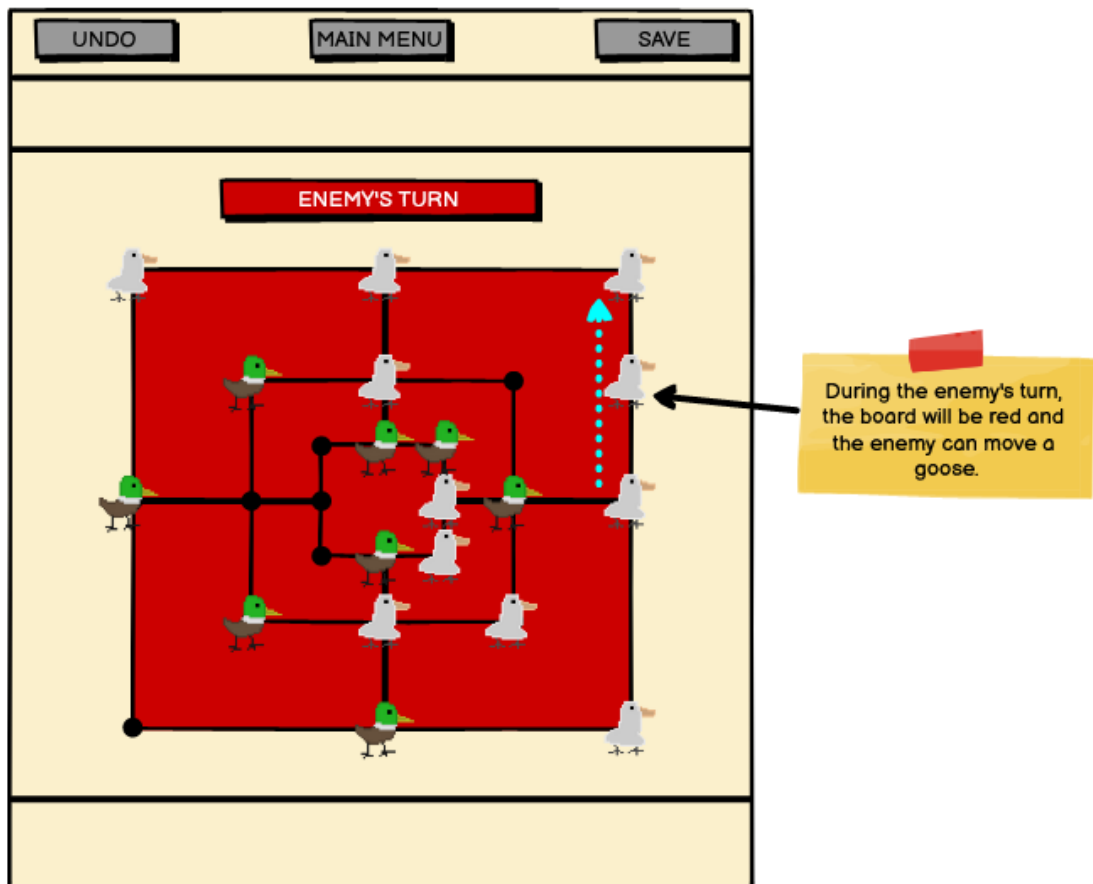 UNDO
MAIN MENU
SAVE
ENEMY'S TURN
During the enemy's turn,
the board will be red and
the enemy can move a
goose.